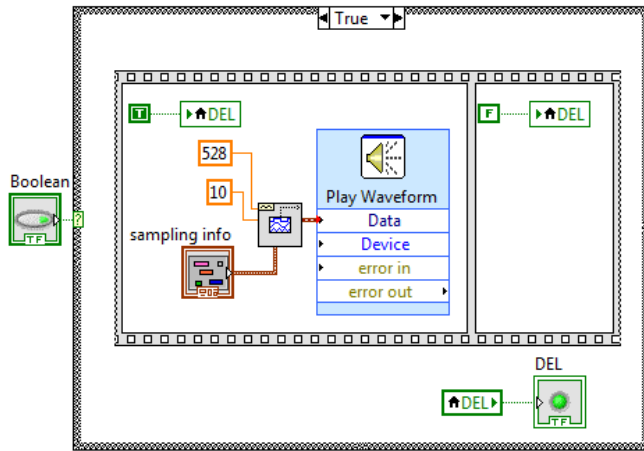 True
T
DEL
F
DEL
528
10
Boolean
TF
?
Play Waveform
Data
Device
error in
error out
sampling info
DEL
DEL
TF